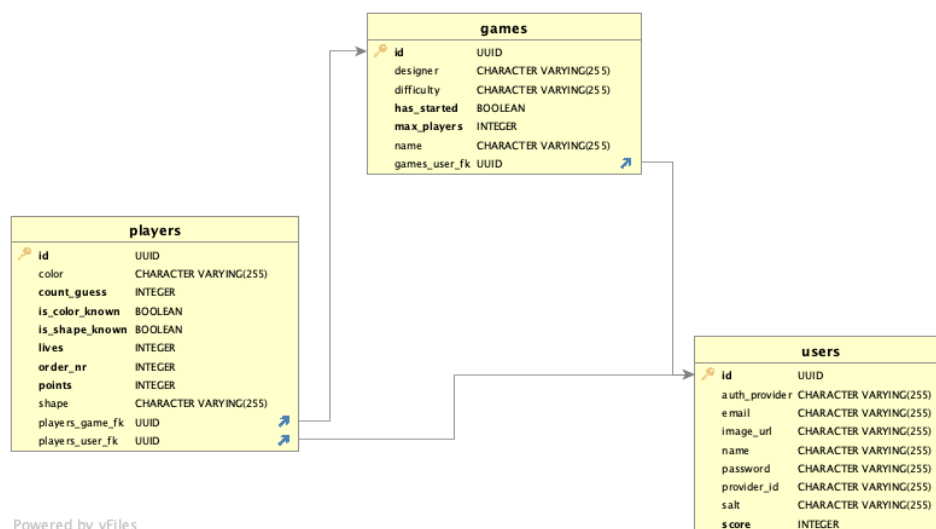 games
id UUID
designer CHARACTER VARYING(255)
difficulty CHARACTER VARYING(255)
has_started BOOLEAN
max_players INTEGER
name CHARACTER VARYING(255)
games_user_fk UUID
players
id UUID
color CHARACTER VARYING(255)
count_guess INTEGER
is_color_known BOOLEAN
is_shape_known BOOLEAN
lives INTEGER
order_nr INTEGER
points INTEGER
shape CHARACTER VARYING(255)
players_game_fk UUID
players_user_fk UUID
users
id UUID
auth_provider CHARACTER VARYING(255)
email CHARACTER VARYING(255)
image_url CHARACTER VARYING(255)
name CHARACTER VARYING(255)
password CHARACTER VARYING(255)
provider_id CHARACTER VARYING(255)
salt CHARACTER VARYING(255)
score INTEGER
Powered by yFiles